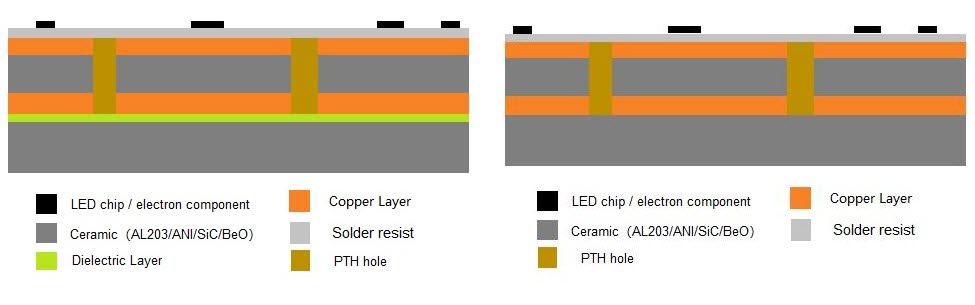 LED chip / electron component
Copper Layer
Ceramic（AL203/ANI/SiC/BeO）
Solder resist
Dielectric Layer
PTH hole
LED chip / electron component
Copper Layer
Ceramic（AL203/ANI/SiC/BeO）
Solder resist
PTH hole